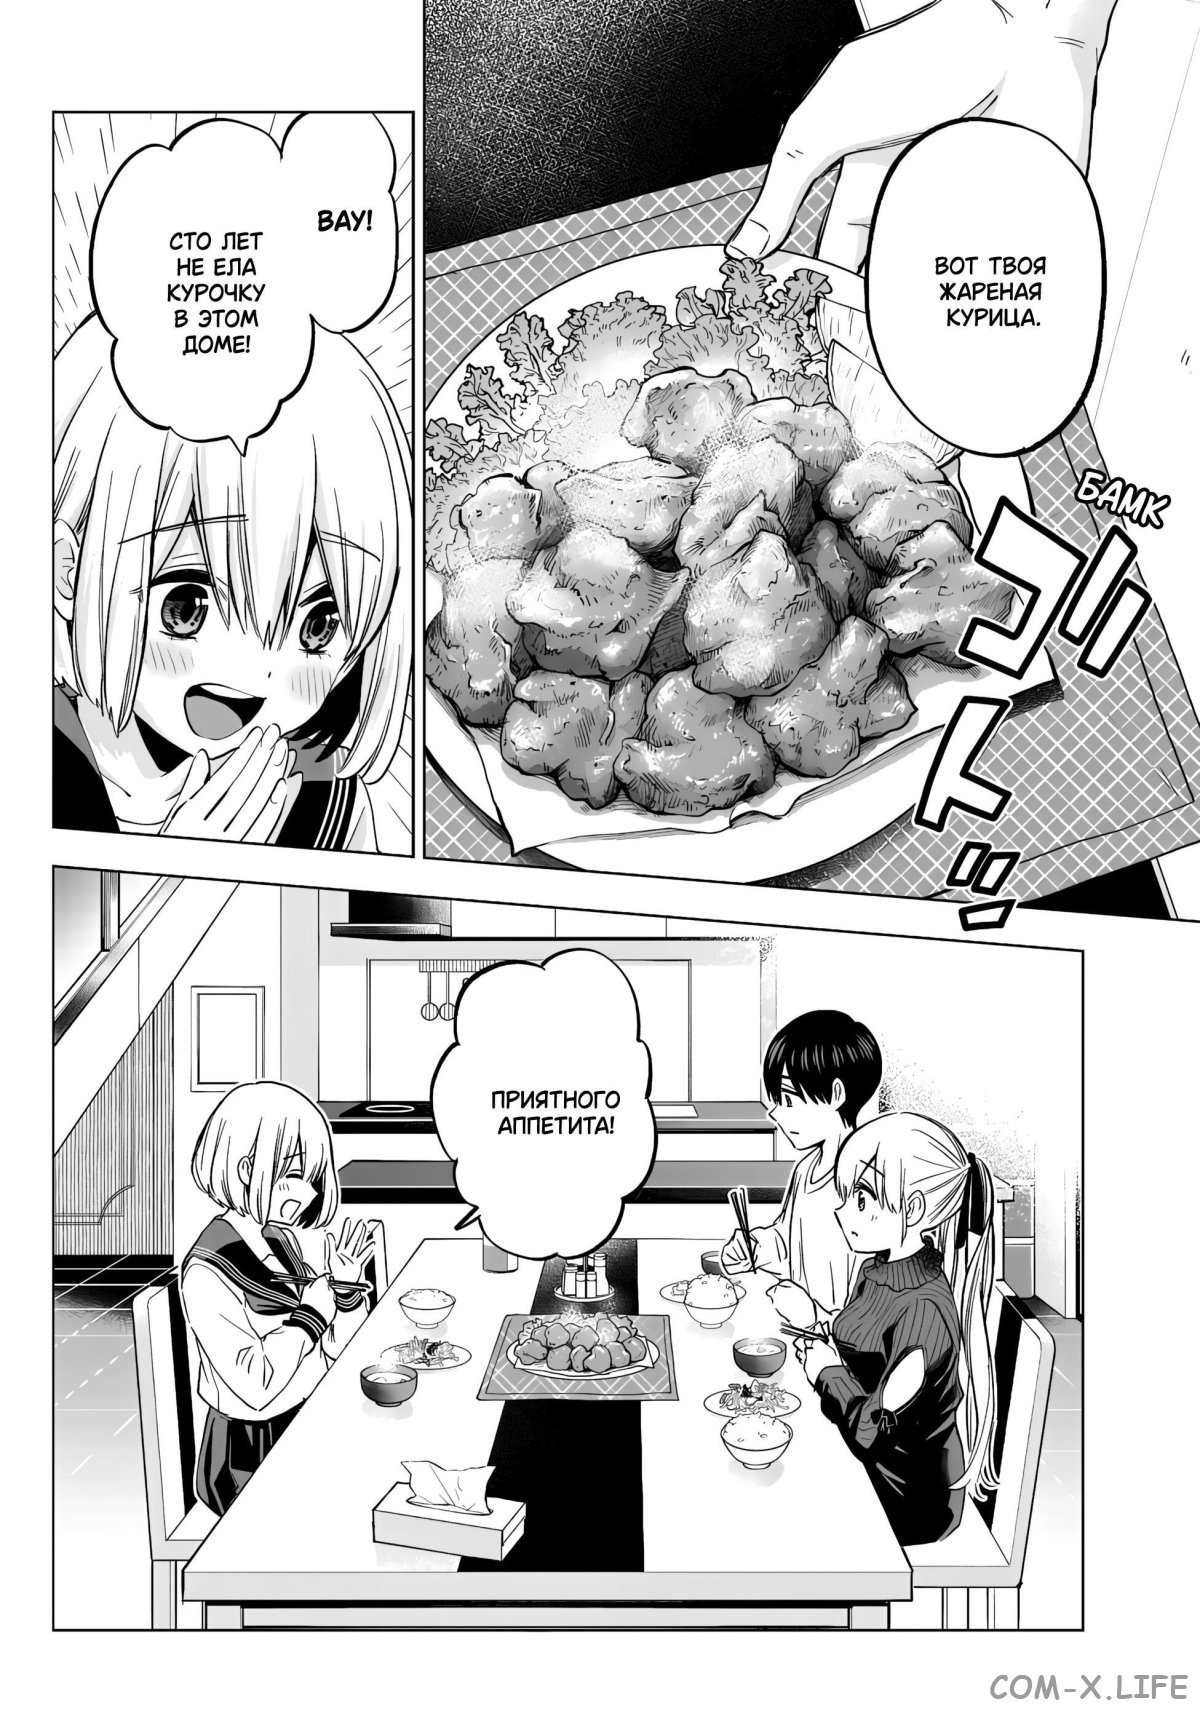 ВОТ ТВОЯ
ЖАРЕНАЯ
КУРИЦА.
БАМК
ゴトッ
ВАУ!
СТО ЛЕТ
НЕ ЕЛА
КУРОЧКУ
В ЭТОМ
ДОМЕ!
ПРИЯТНОГО
АППЕТИТА!
COM-X.LIFE